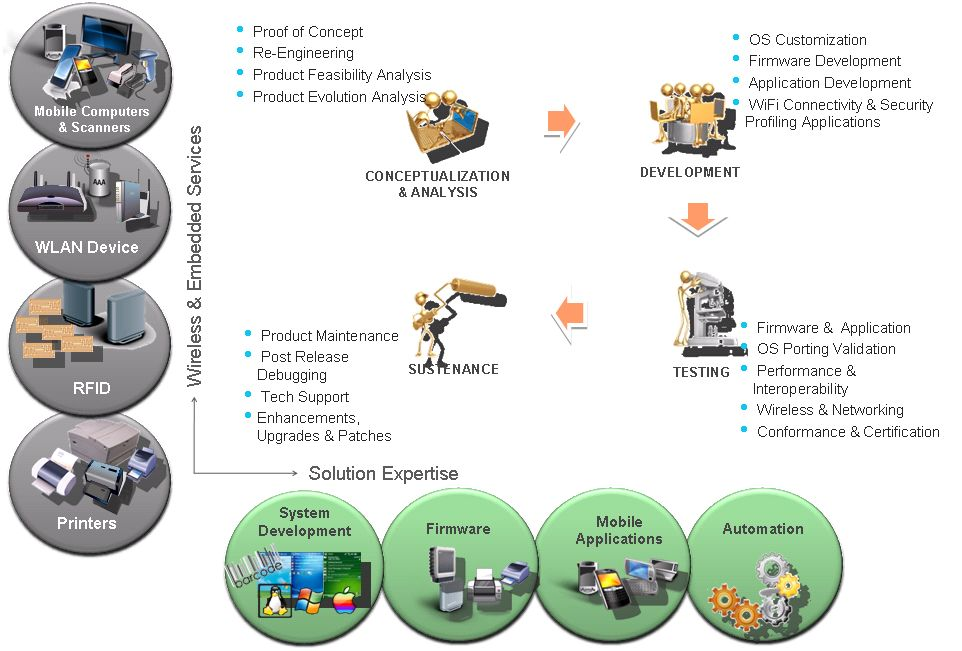 Mobile Computers
& Scanners
AAA
WLAN Device
RFID
Printers
Wireless & Embedded Services
Proof of Concept
Re-Engineering
Product Feasibility Analysis
Product Evolution Analysis
CONCEPTUALIZATION
& ANALYSIS
OS Customization
Firmware Development
Application Development
WiFi Connectivity & Security
Profiling Applications
DEVELOPMENT
Firmware & Application
OS Porting Validation
Performance &
Interoperability
Wireless & Networking
Conformance & Certification
TESTING
Product Maintenance
Post Release
Debugging
Tech Support
Enhancements,
Upgrades & Patches
SUSTENANCE
Solution Expertise
System
Development
barcode
Firmware
Mobile
Applications
Automation